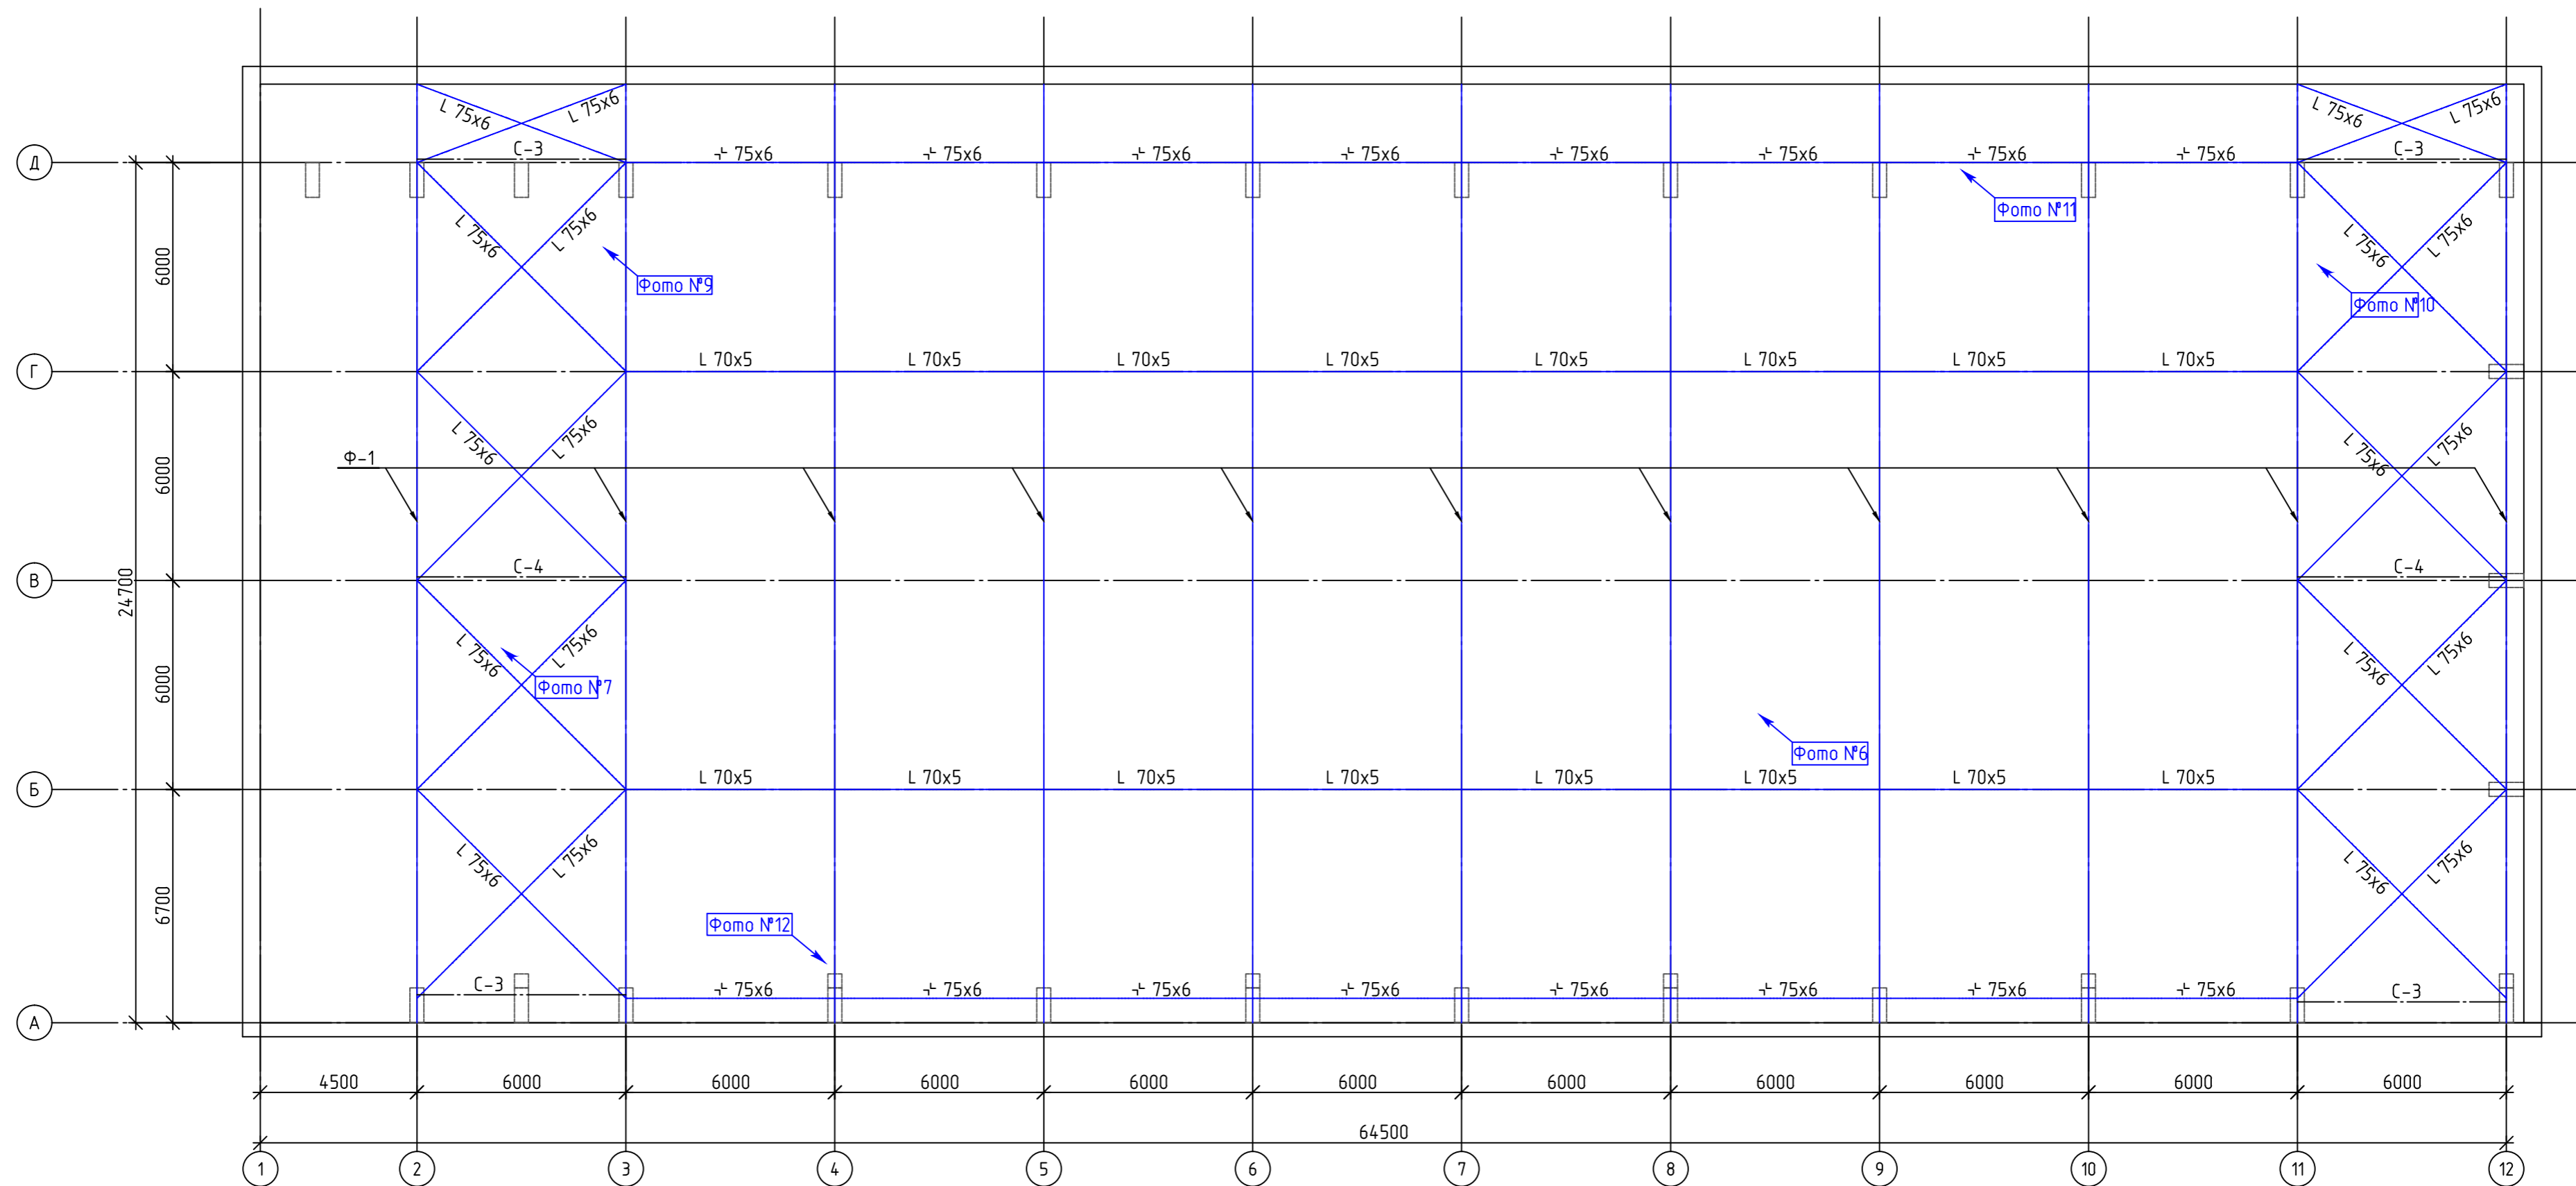 L 75x6 L 75x6 L 75x6 L 75x6
Д С-3 ¬∟ 75x6 ¬∟ 75x6 ¬∟ 75x6 ¬∟ 75x6 ¬∟ 75x6 ¬∟ 75x6 ¬∟ 75x6 ¬∟ 75x6 С-3
Фото №11
L 75x6 L 75x6 L 75x6 L 75x6
6000
Фото №9 Фото №10
Г L 70x5 L 70x5 L 70x5 L 70x5 L 70x5 L 70x5 L 70x5 L 70x5
L 75x6 L 75x6 L 75x6 L 75x6
Ф-1
6000
В С-4 С-4
24700
L 75x6 L 75x6 L 75x6 L 75x6
6000
Фото №7
Фото №6
Б L 70x5 L 70x5 L 70x5 L 70x5 L 70x5 L 70x5 L 70x5 L 70x5
L 75x6 L 75x6 L 75x6 L 75x6
6700
Фото №12
С-3 ¬∟ 75x6 ¬∟ 75x6 ¬∟ 75x6 ¬∟ 75x6 ¬∟ 75x6 ¬∟ 75x6 ¬∟ 75x6 ¬∟ 75x6 С-3
А
4500 6000 6000 6000 6000 6000 6000 6000 6000 6000 6000
64500
1 2 3 4 5 6 7 8 9 10 11 12